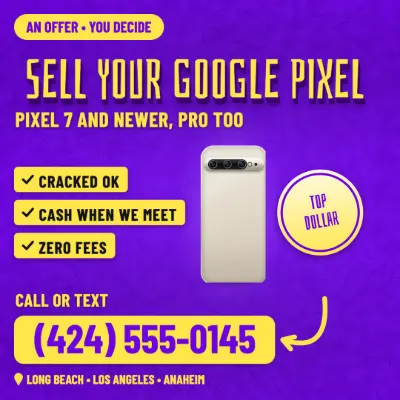 AN OFFER • YOU DECIDE
SELL YOUR GOOGLE PIXEL
PIXEL 7 AND NEWER, PRO TOO
CRACKED OK
CASH WHEN WE MEET
ZERO FEES
TOP
DOLLAR
CALL OR TEXT
(424) 555-0145
LONG BEACH • LOS ANGELES • ANAHEIM